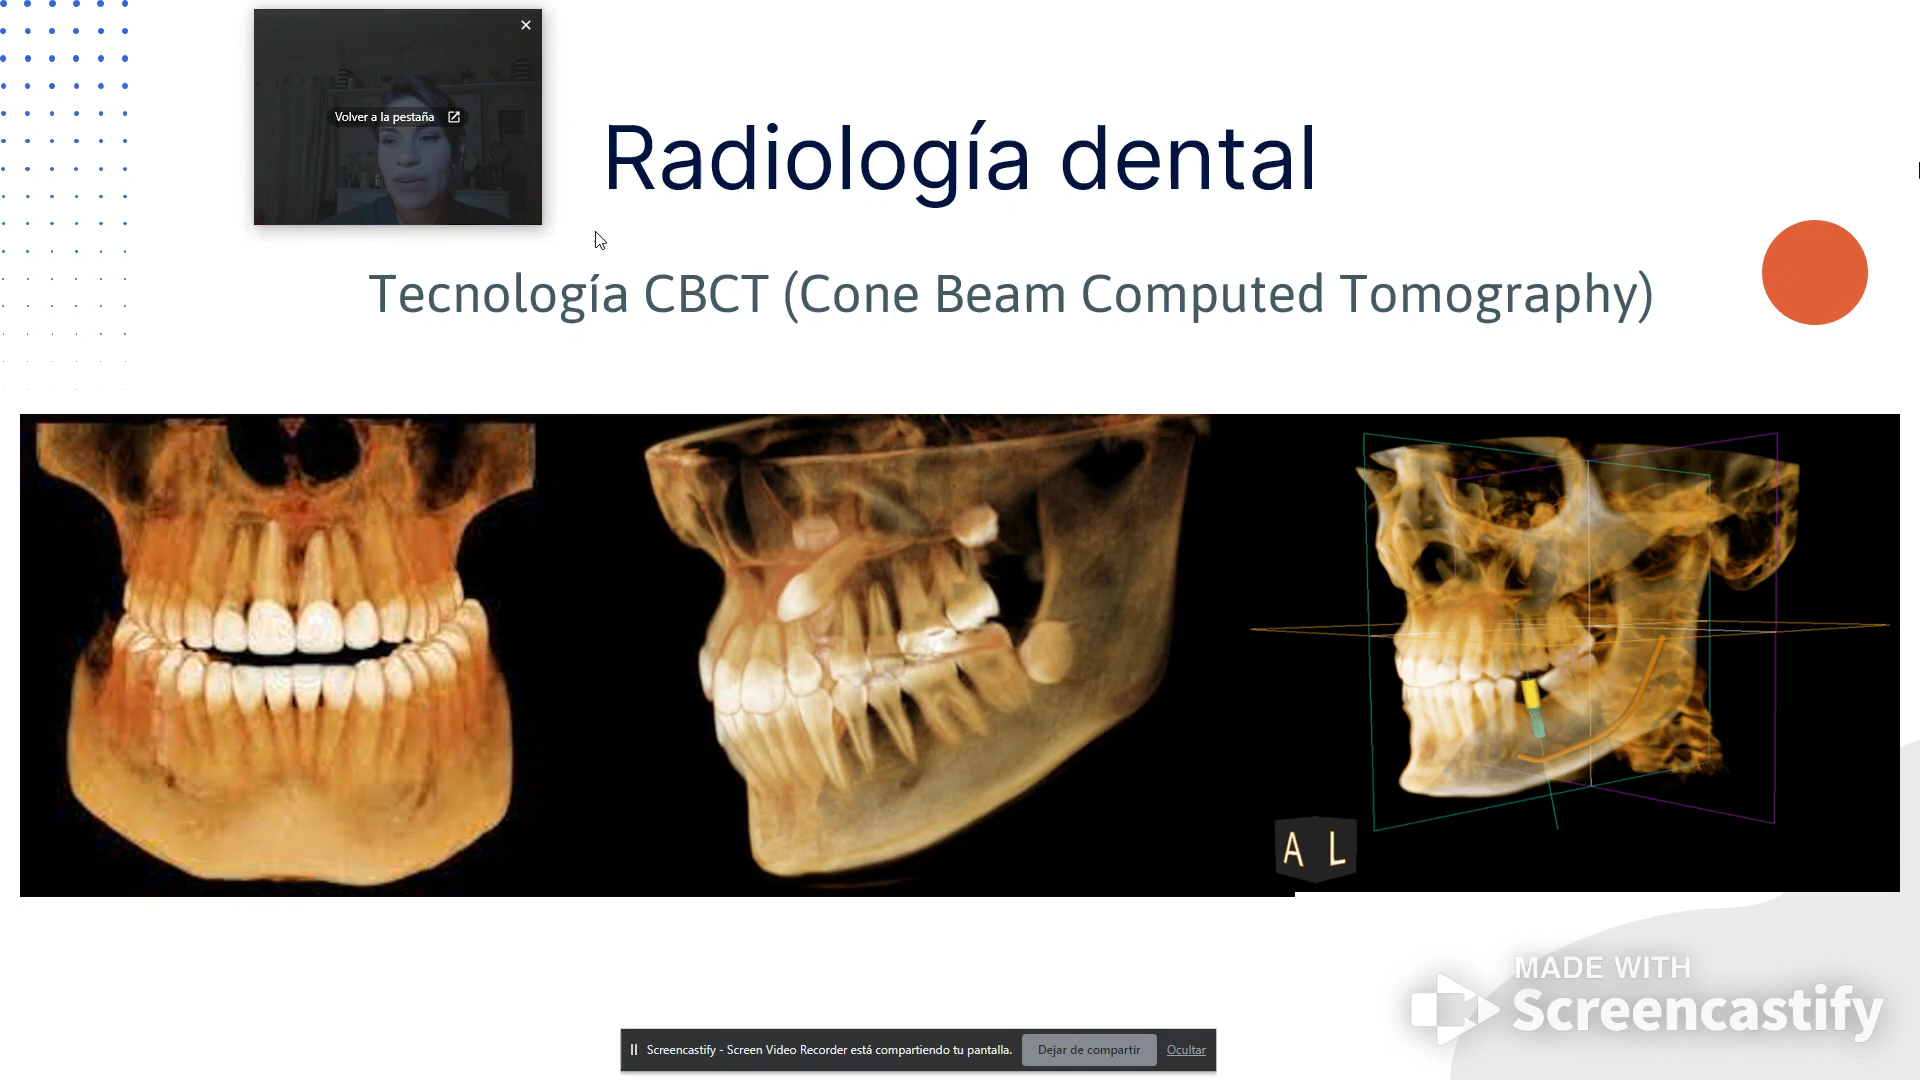 Volver a la pestaña
Radiología dental
Tecnología CBCT (Cone Beam Computed Tomography)
A L
MADE WITH
Screencastify
Screencastify - Screen Video Recorder está compartiendo tu pantalla.
Dejar de compartir
Ocultar